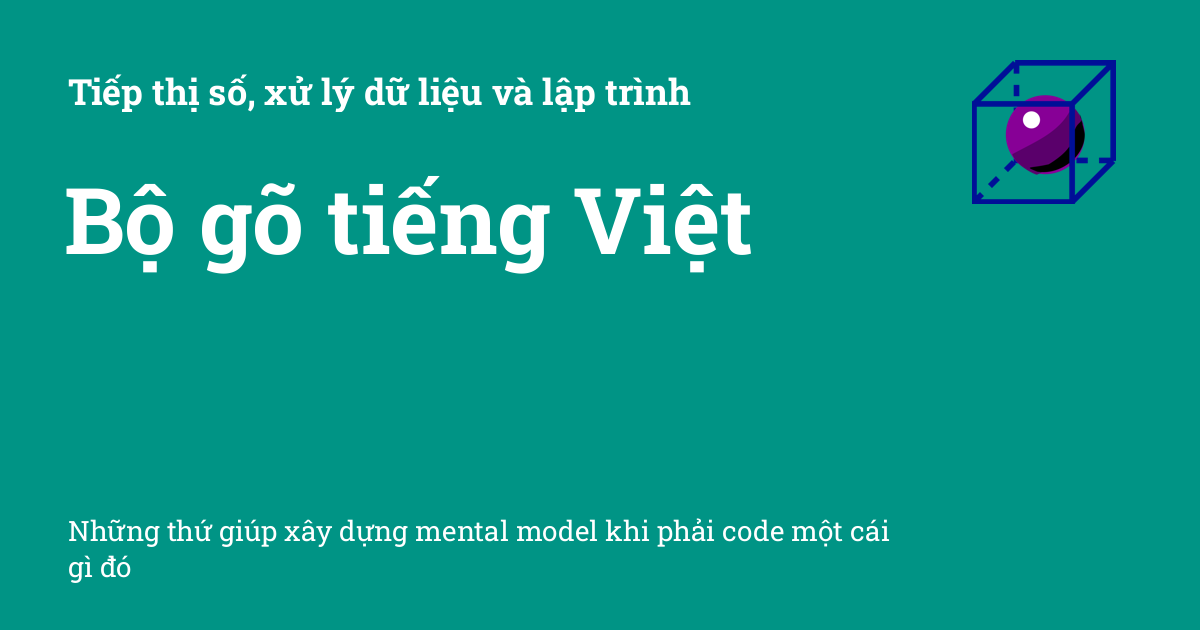 Tiếp thị số, xử lý dữ liệu và lập trình
Bộ gõ tiếng Việt
Những thứ giúp xây dựng mental model khi phải code một cái
gì đó